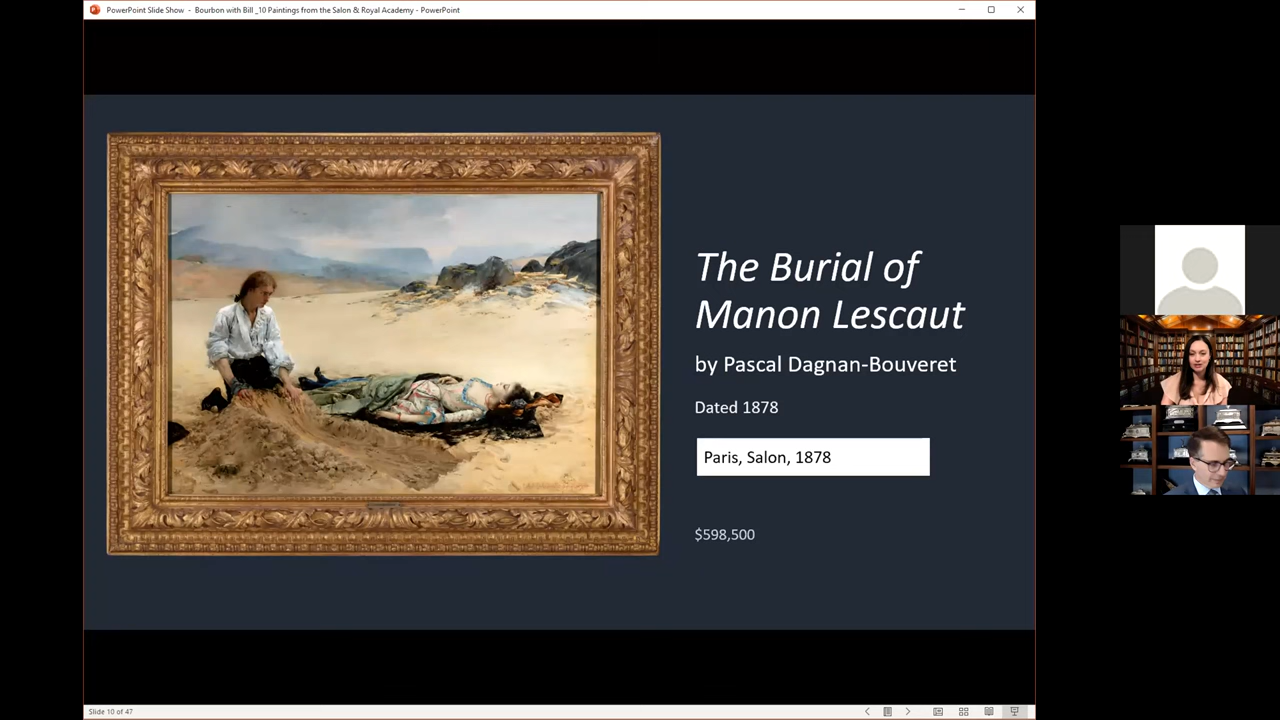 PowerPoint Slide Show - Bourbon with Bill _10 Paintings from the Salon & Royal Academy - PowerPoint
The Burial of
Manon Lescaut
by Pascal Dagnan-Bouveret
Dated 1878
Paris, Salon, 1878
$598,500
Slide 10 of 47